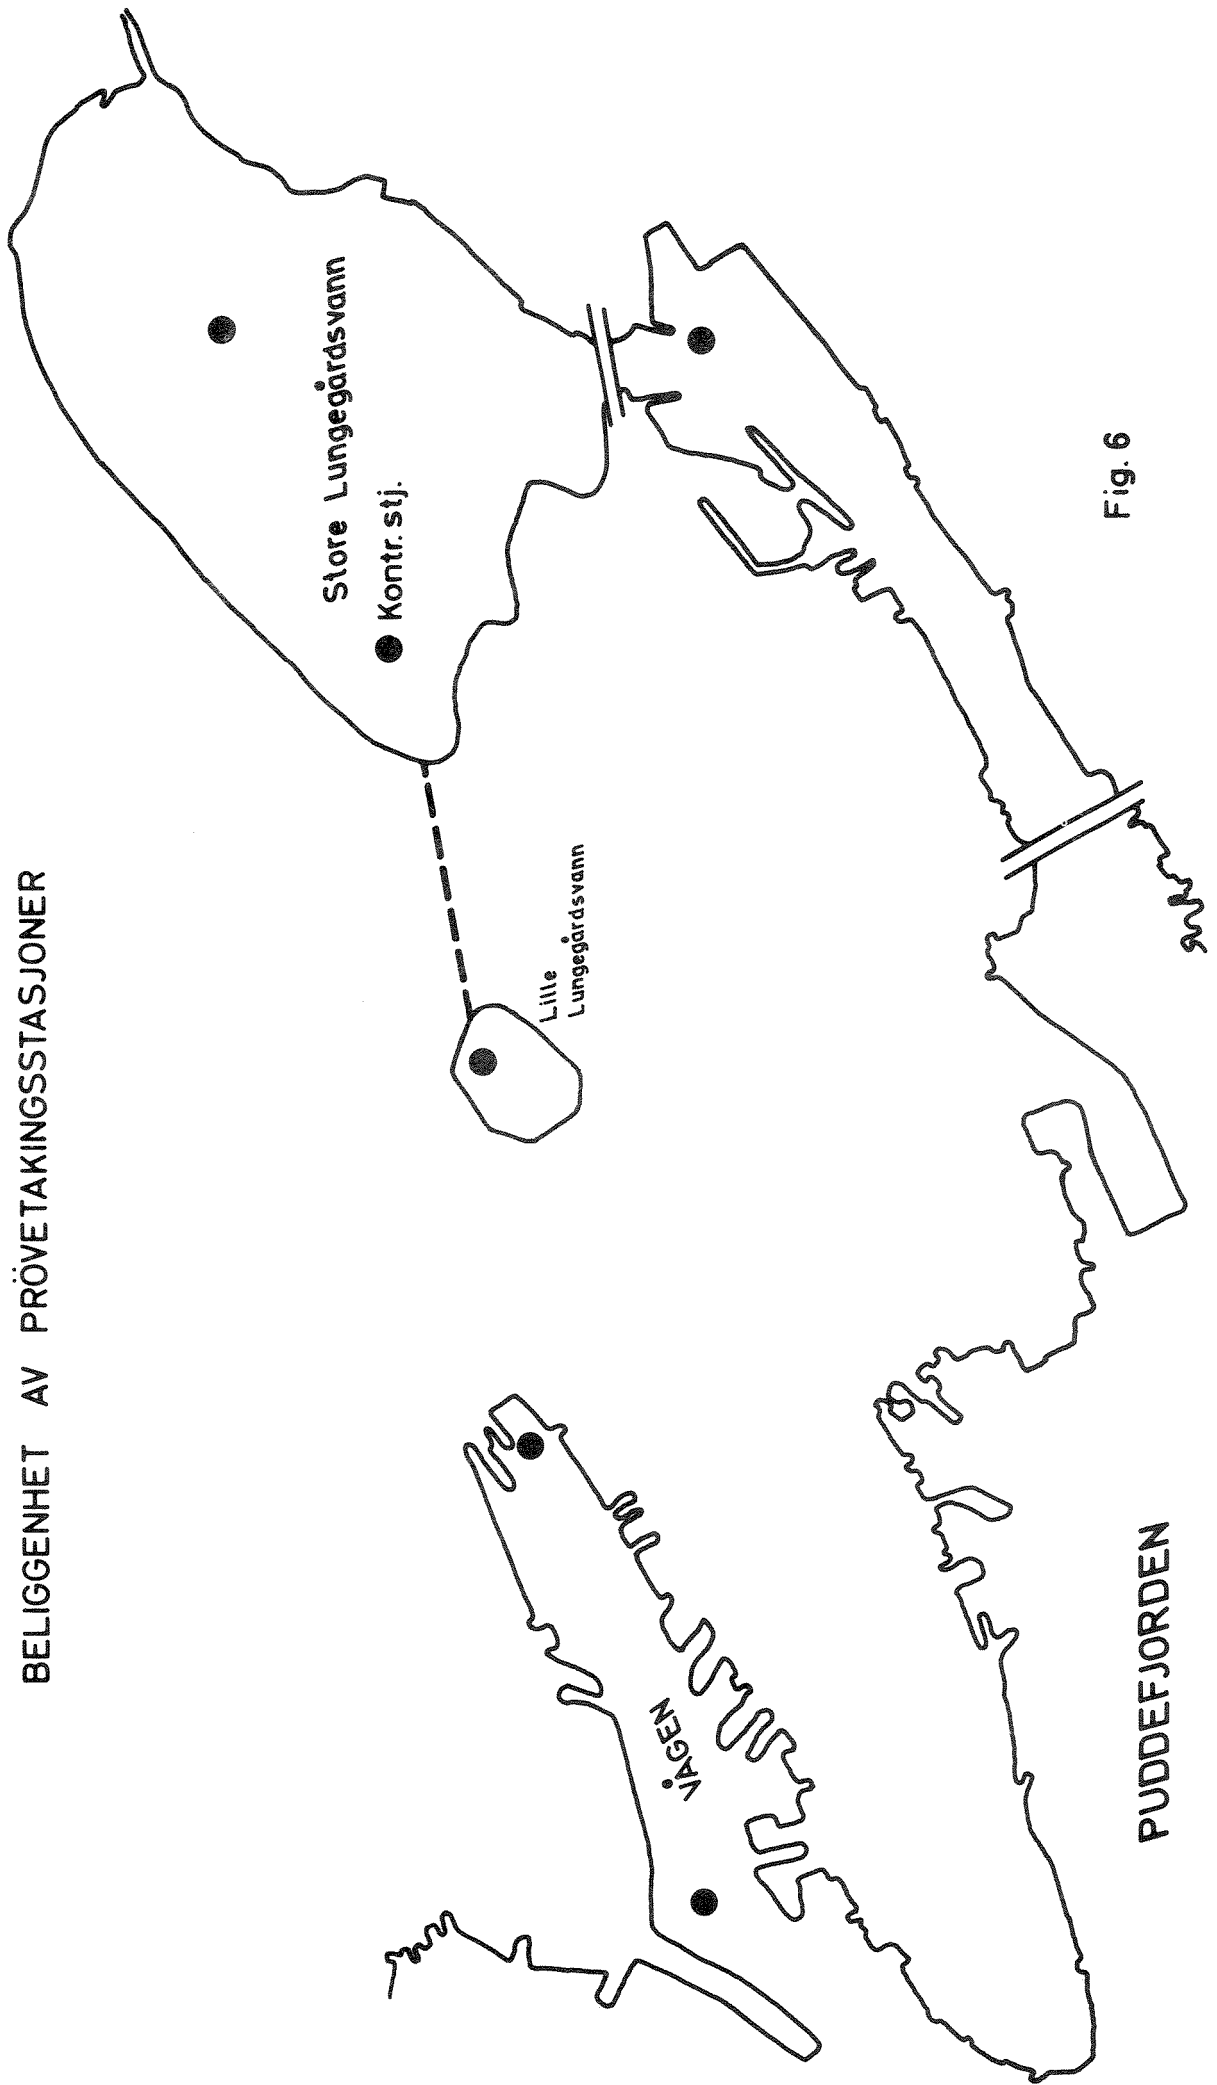 BELIGGENHET AV PRÖVETAKINGSSTASJONER
Store Lungegårdsvann
Kontr. stj.
Lille
Lungegårdsvann
VÅGEN
PUDDEFJORDEN
Fig. 6